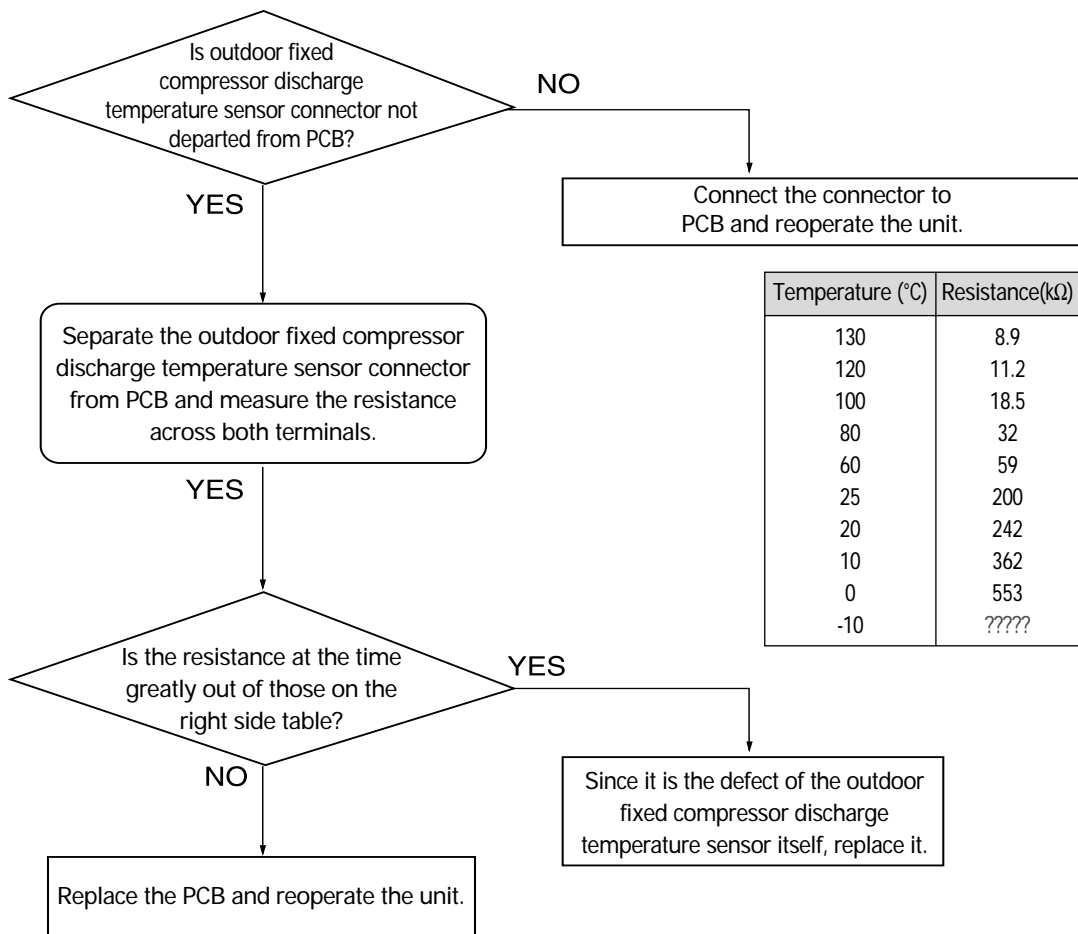 Is outdoor fixed
compressor discharge
temperature sensor connector not
departed from PCB?
NO
YES
Connect the connector to
PCB and reoperate the unit.
Separate the outdoor fixed compressor
discharge temperature sensor connector
from PCB and measure the resistance
across both terminals.
YES
Temperature (°C) Resistance(kΩ)
130 8.9
120 11.2
100 18.5
80 32
60 59
25 200
20 242
10 362
0 553
-10 ?????
Is the resistance at the time
greatly out of those on the
right side table?
YES
NO
Since it is the defect of the outdoor
fixed compressor discharge
temperature sensor itself, replace it.
Replace the PCB and reoperate the unit.